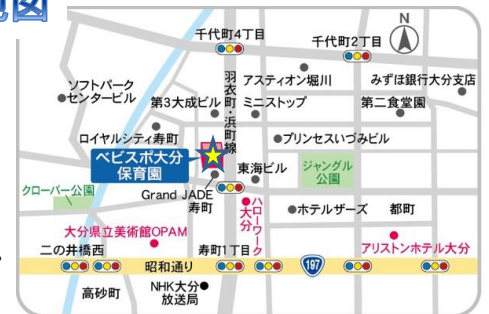 図
N
千代町4丁目
千代町2丁目
羽衣町・浜町線
ソフトパーク
センタービル
アスティオン堀川
みずほ銀行大分支店
第3大成ビル
ミニストップ
第二食堂園
ロイヤルシティ寿町
プリンセスいづみビル
ベビスポ大分
保育園
東海ビル
ジャングル
公園
クローバー公園
Grand JADE
寿町
ハローワーク
大分
ホテルザーズ
都町
大分県立美術館OPAM
アリストンホテル大分
二の井橋西
寿町1丁目
昭和通り
197
高砂町
NHK大分
放送局